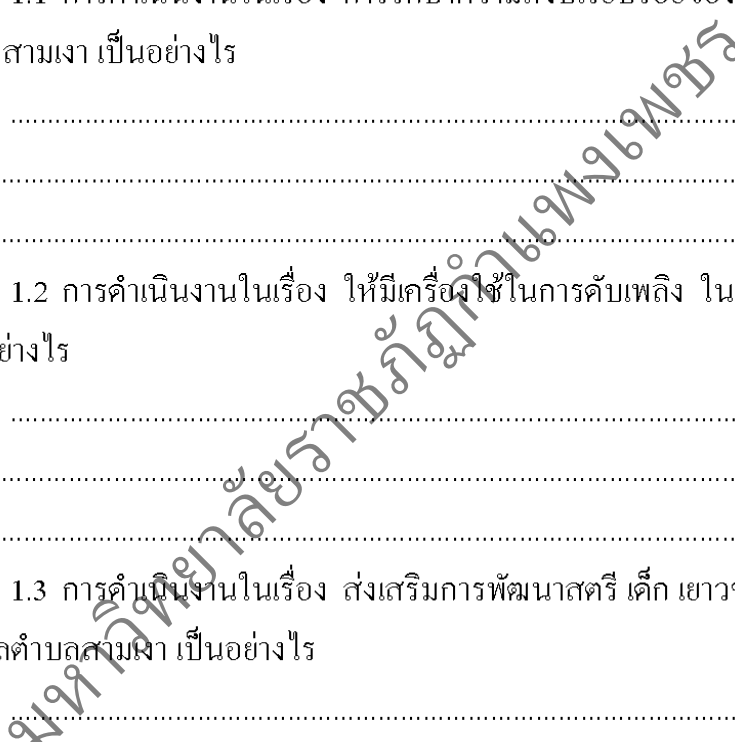 สามเงา เป็นอย่างไร
....................................................................................................
....................................................................................................
....................................................................................................
1.2 การดำเนินงานในเรื่อง ให้มีเครื่องใช้ในการดับเพลิง ใน
ย่างไร
....................................................................................................
....................................................................................................
....................................................................................................
1.3 การดำเนินงานในเรื่อง ส่งเสริมการพัฒนาสตรี เด็ก เยาว
ลตำบลสามเงา เป็นอย่างไร
....................................................................................................
มหาวิทยาลัยราชภัฏกำแพงเพชร